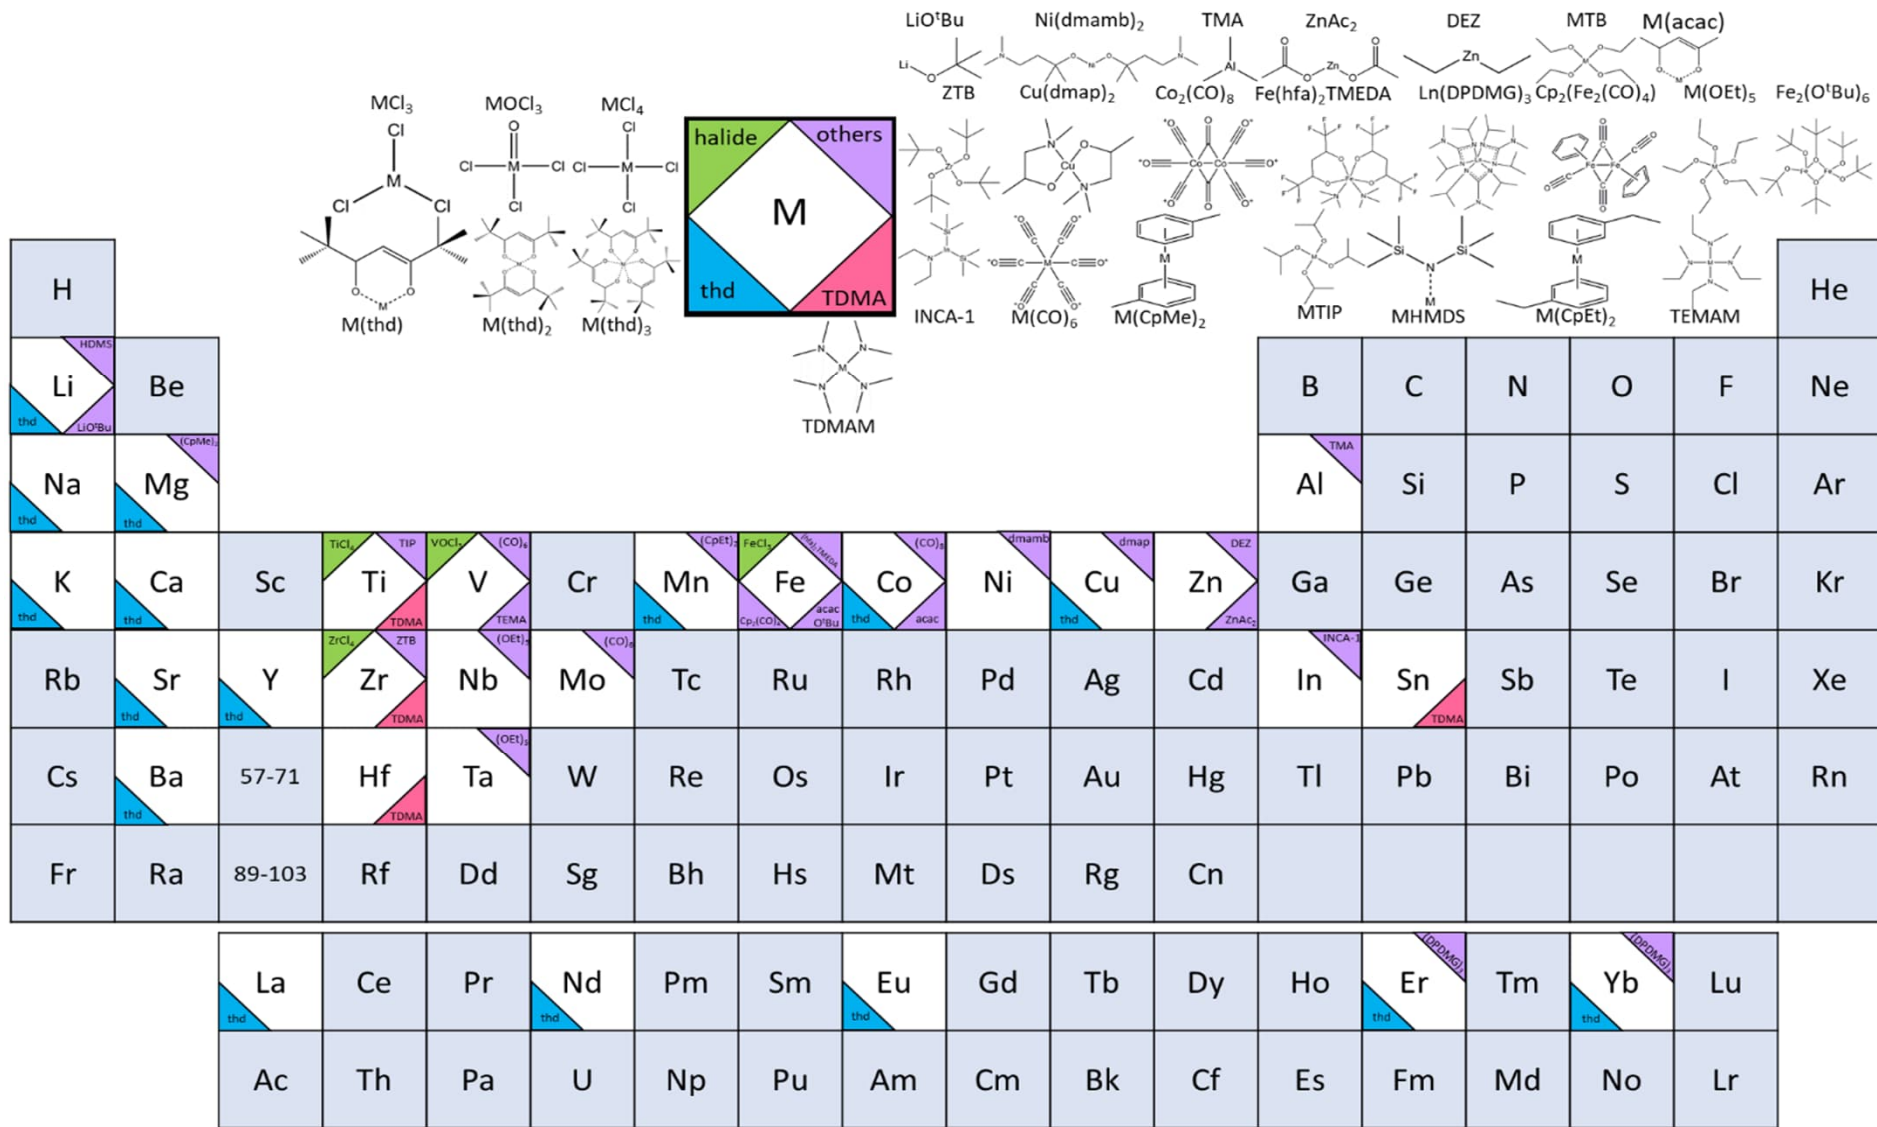 LiOᵗBu Ni(dmamb)₂ TMA ZnAc₂ DEZ MTB M(acac)
ZTB Cu(dmap)₂ Co₂(CO)₈ Fe(hfa)₂TMEDA Ln(DPDMG)₃ Cp₂(Fe₂(CO)₄) M(OEt)₅ Fe₂(OᵗBu)₆
MCl₃ MOCl₃ MCl₄
halide others
M
thd TDMA
M(thd) M(thd)₂ M(thd)₃
INCA-1 M(CO)₆ M(CpMe)₂ MTIP MHMDS M(CpEt)₂ TEMAM
TDMAM
H He
HDMS
Li Be B C N O F Ne
thd LiOᵗBu
(CpMe)₂ TMA
Na Mg Al Si P S Cl Ar
thd thd
TiCl₄ TIP VOCl₃ (CO)₆ (CpEt)₂ FeCl₃ (hfa)₂TMEDA (CO)₈ dmamb dmap DEZ
K Ca Sc Ti V Cr Mn Fe Co Ni Cu Zn Ga Ge As Se Br Kr
thd thd TDMA TEMA thd Cp₂(CO)₄ acac OᵗBu thd acac thd ZnAc₂
ZrCl₄ ZTB (OEt)₅ (CO)₆ INCA-1
Rb Sr Y Zr Nb Mo Tc Ru Rh Pd Ag Cd In Sn Sb Te I Xe
thd thd TDMA TDMA
(OEt)₅
Cs Ba 57-71 Hf Ta W Re Os Ir Pt Au Hg Tl Pb Bi Po At Rn
thd TDMA
Fr Ra 89-103 Rf Dd Sg Bh Hs Mt Ds Rg Cn
(DPDMG)₃ (DPDMG)₃
La Ce Pr Nd Pm Sm Eu Gd Tb Dy Ho Er Tm Yb Lu
thd thd thd thd thd
Ac Th Pa U Np Pu Am Cm Bk Cf Es Fm Md No Lr